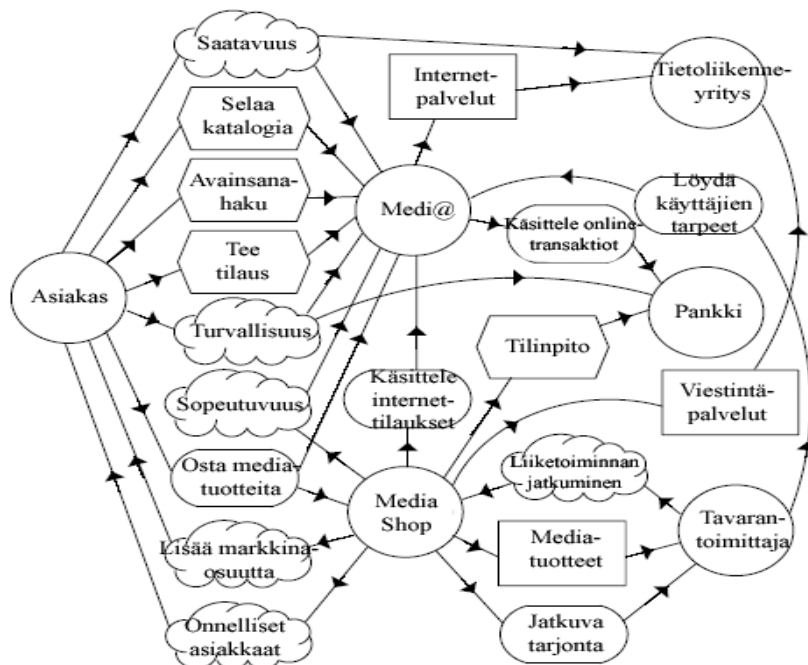 Saatavuus
Internet-
palvelut
Tietoliikenne-
yritys
Selaa
katalogia
Avainsana-
haku
Medi@
Käsittele online-
transaktiot
Löydä
käyttäjien
tarpeet
Tee
tilaus
Asiakas
Turvallisuus
Pankki
Tilinpito
Sopeutuvuus
Käsittele
internet-
tilaukset
Viestintä-
palvelut
Osta media-
tuotteita
Media
Shop
Liiketoiminnan
jatkuminen
Tavaran-
toimittaja
Lisää markkina-
osuutta
Media-
tuotteet
Onnelliset
asiakkaat
Jatkuva
tarjonta